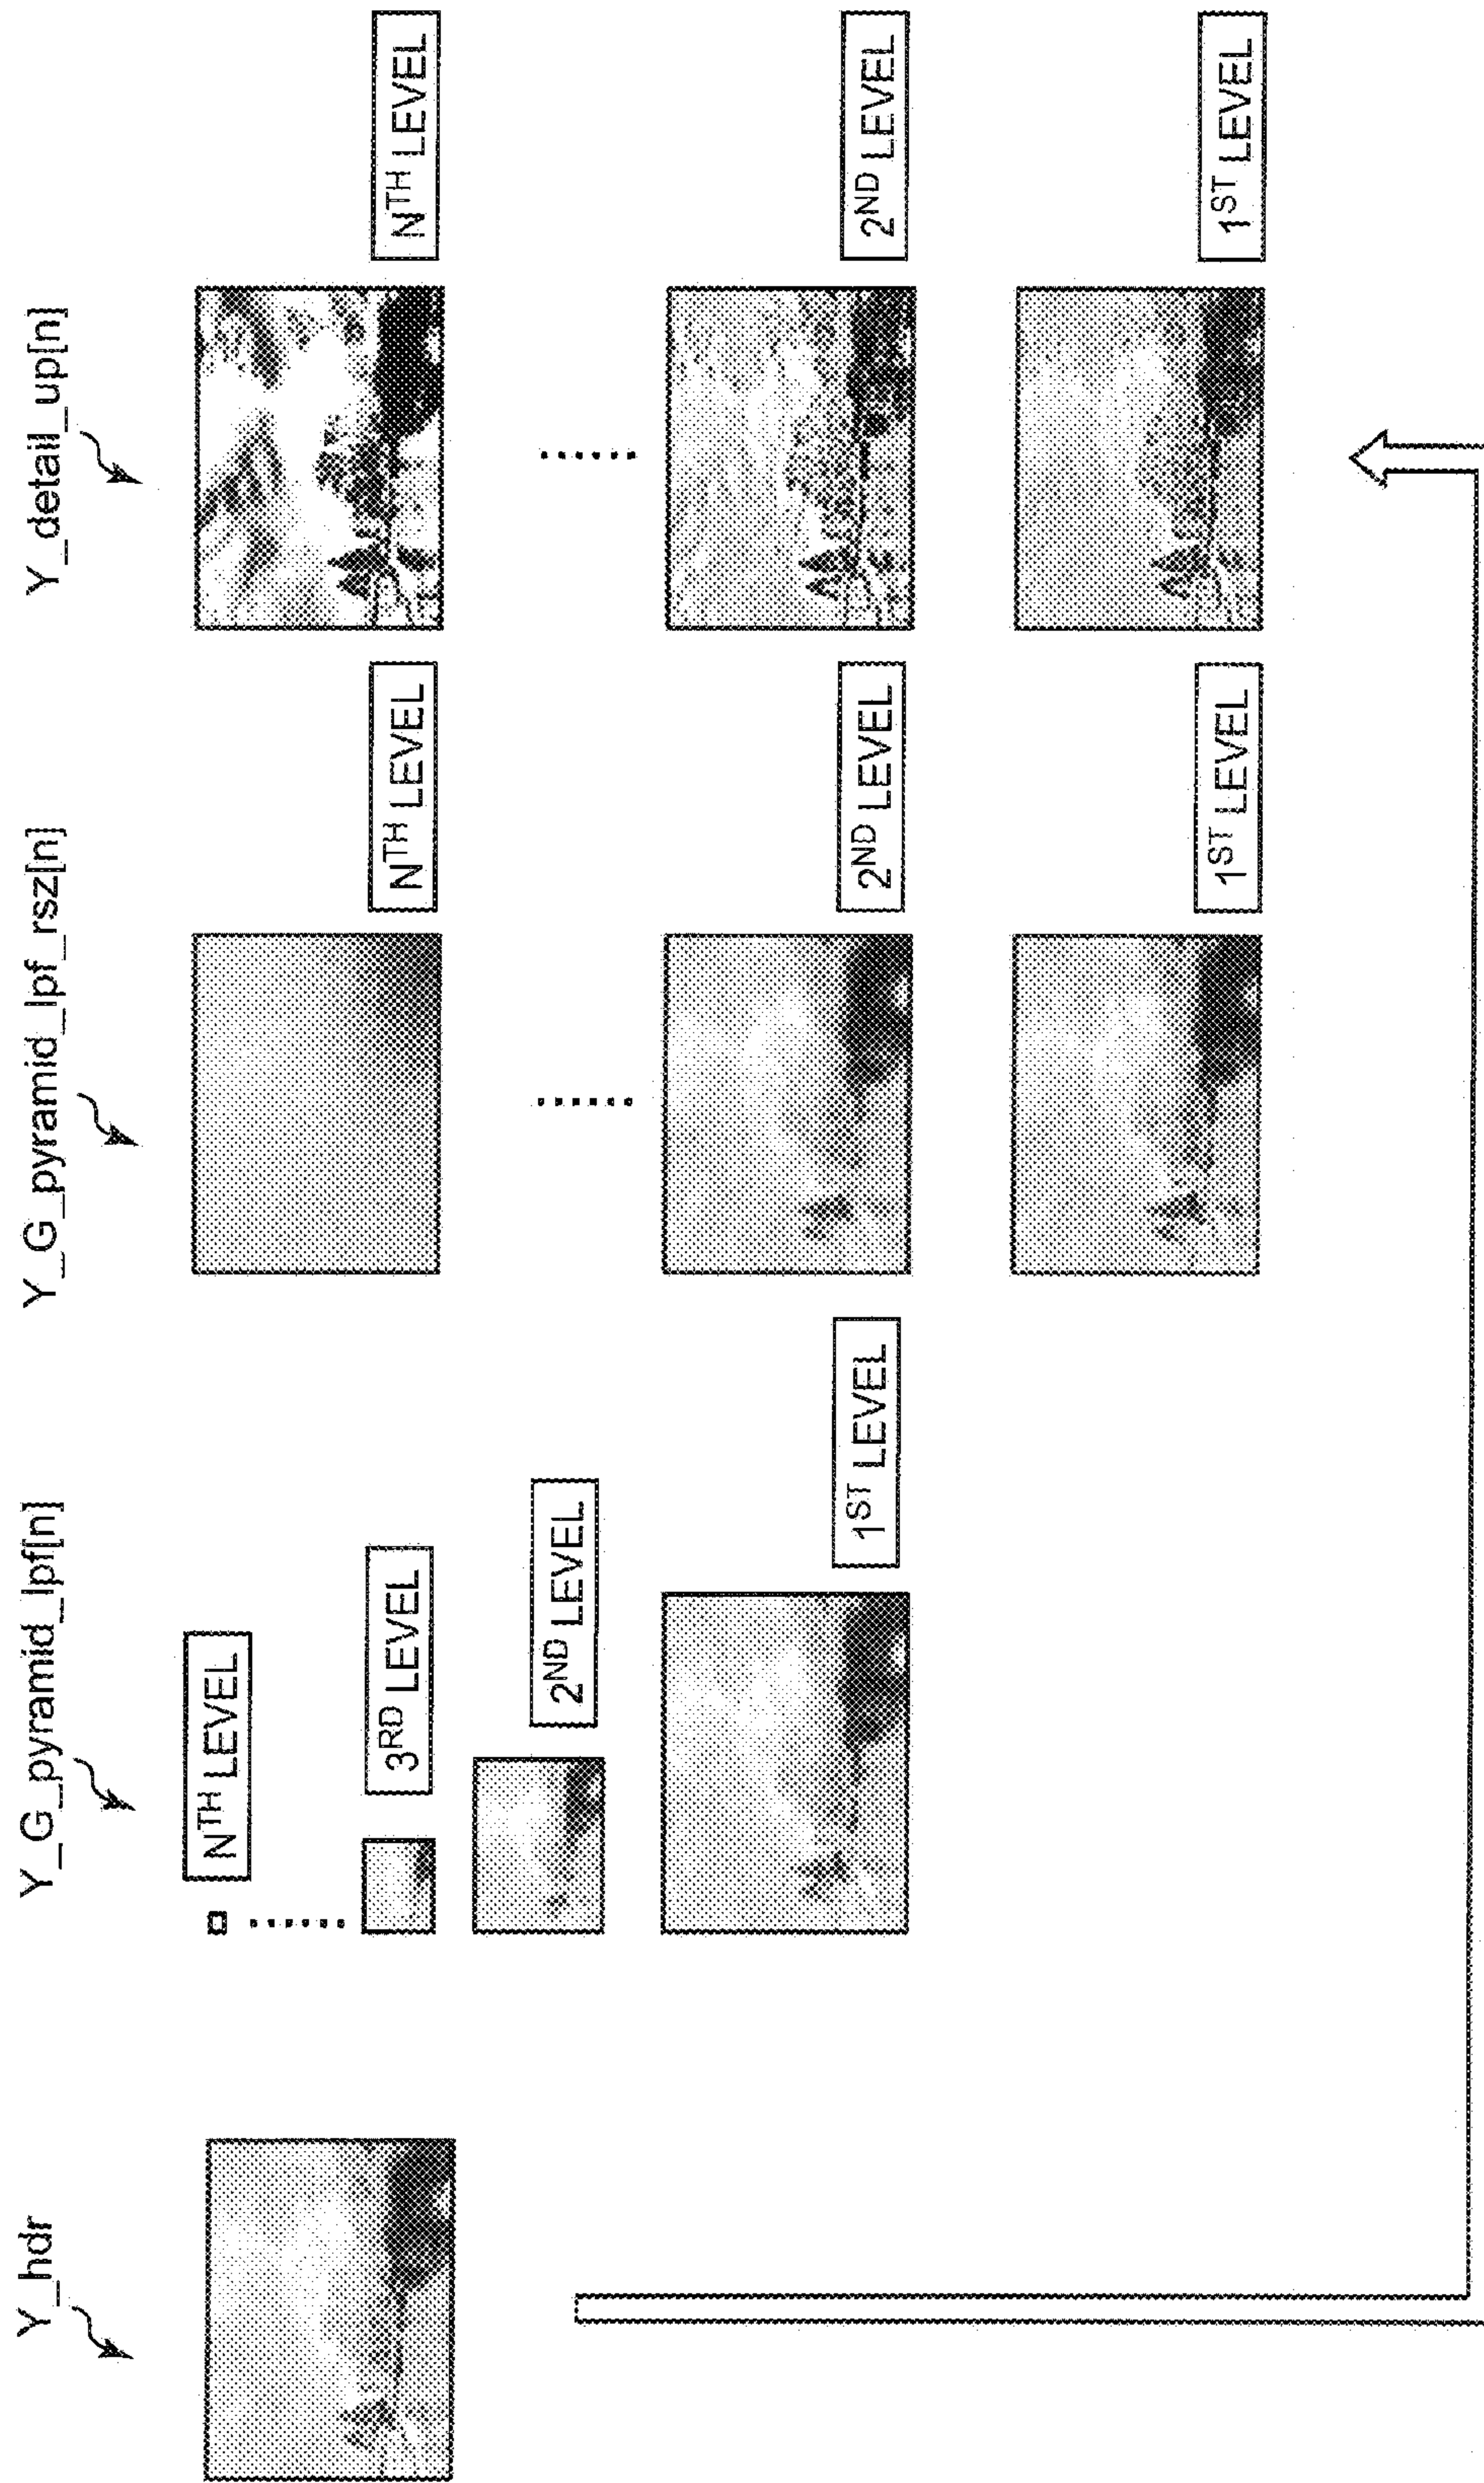 Y_hdr
Y_G_pyramid_lpf[n]
Y_G_pyramid_lpf_rsz[n]
Y_detail_up[n]
NTH LEVEL
3RD LEVEL
2ND LEVEL
1ST LEVEL
NTH LEVEL
2ND LEVEL
1ST LEVEL
NTH LEVEL
2ND LEVEL
1ST LEVEL